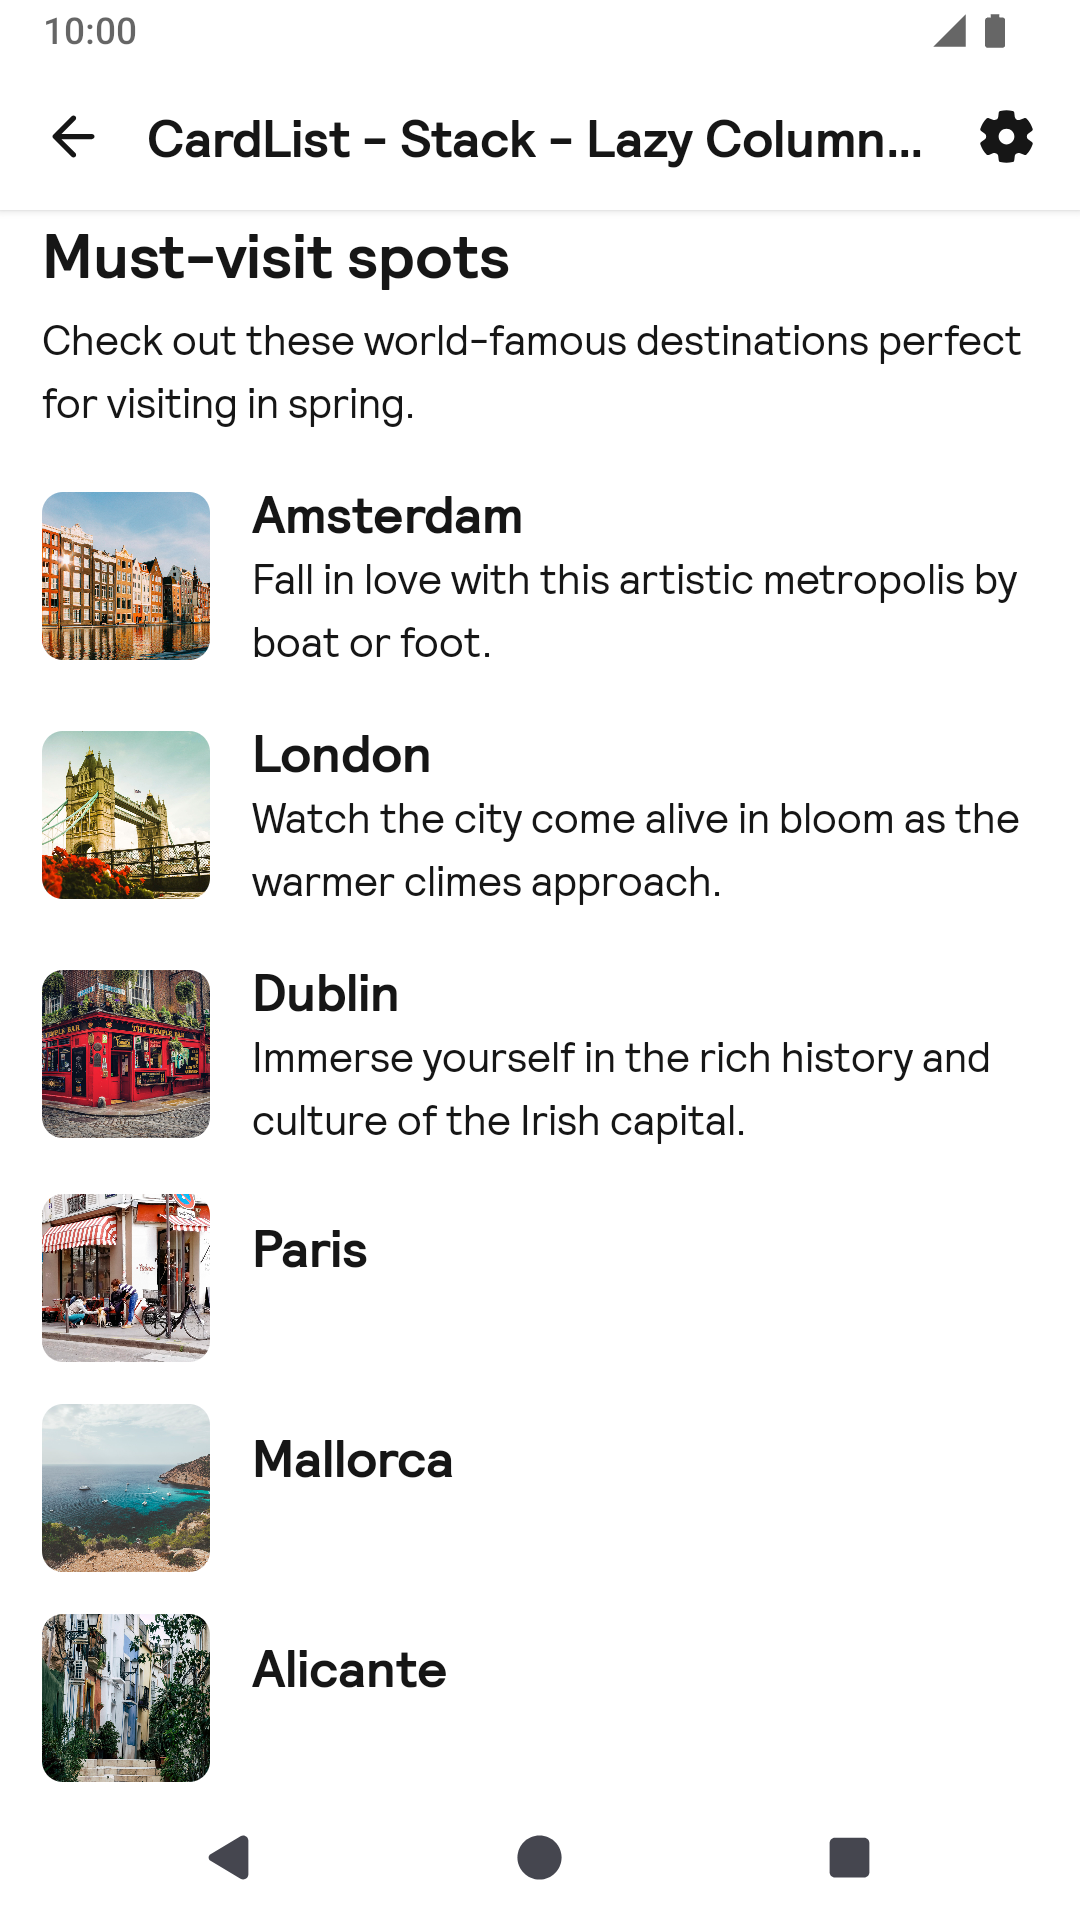 10:00
CardList - Stack - Lazy Column...
Must-visit spots
Check out these world-famous destinations perfect
for visiting in spring.
Amsterdam
Fall in love with this artistic metropolis by
boat or foot.
London
Watch the city come alive in bloom as the
warmer climes approach.
Dublin
THE TEMPLE BAR
Immerse yourself in the rich history and
culture of the Irish capital.
Paris
Mallorca
Alicante